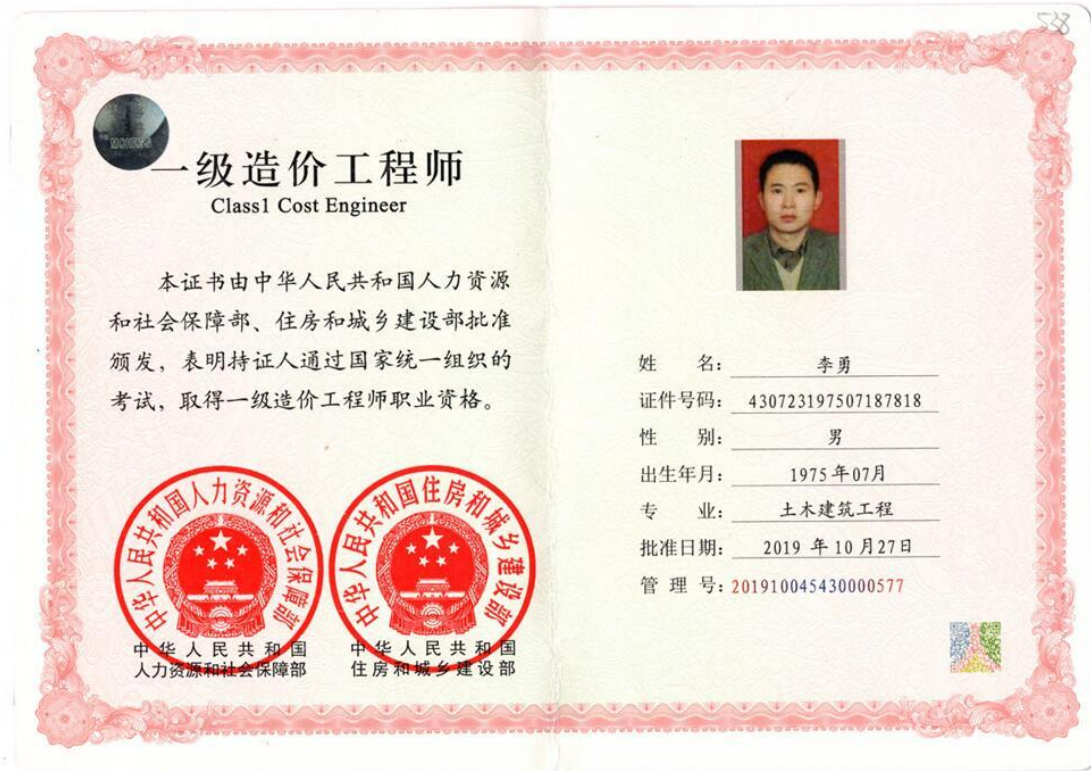 538
一级造价工程师
Class1 Cost Engineer
本证书由中华人民共和国人力资源
和社会保障部、住房和城乡建设部批准
颁发，表明持证人通过国家统一组织的
考试，取得一级造价工程师职业资格。
中华人民共和国人力资源和社会保障部
中华人民共和国住房和城乡建设部
中华人民共和国
人力资源和社会保障部
中华人民共和国
住房和城乡建设部
姓 名： 李勇
证件号码： 430723197507187818
性 别： 男
出生年月： 1975年07月
专 业： 土木建筑工程
批准日期： 2019 年 10 月27日
管 理 号：201910045430000577